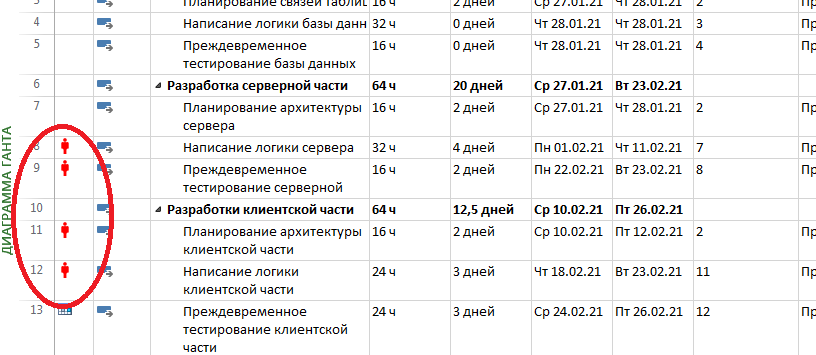 ДИАГРАММА ГАНТА
3 Планирование связей таблиц 16 ч 2 дней Ср 27.01.21 Чт 28.01.21 2 Пр
4 Написание логики базы данн 32 ч 0 дней Чт 28.01.21 Чт 28.01.21 3
5 Преждевременное 16 ч 0 дней Чт 28.01.21 Чт 28.01.21 4 Пр
тестирование базы данных
6 Разработка серверной части 64 ч 20 дней Ср 27.01.21 Вт 23.02.21
7 Планирование архитектуры 16 ч 2 дней Ср 27.01.21 Чт 28.01.21 2 Пр
сервера
8 Написание логики сервера 32 ч 4 дней Пн 01.02.21 Чт 11.02.21 7 Пр
9 Преждевременное 16 ч 2 дней Пн 22.02.21 Вт 23.02.21 8 Пр
тестирование серверной
10 Разработки клиентской части 64 ч 12,5 дней Ср 10.02.21 Пт 26.02.21
11 Планирование архитектуры 16 ч 2 дней Ср 10.02.21 Пт 12.02.21 2 Пр
клиентской части
12 Написание логики 24 ч 3 дней Чт 18.02.21 Вт 23.02.21 11 Пр
клиентской части
13 Преждевременное 24 ч 3 дней Ср 24.02.21 Пт 26.02.21 12 Пр
тестирование клиентской
части